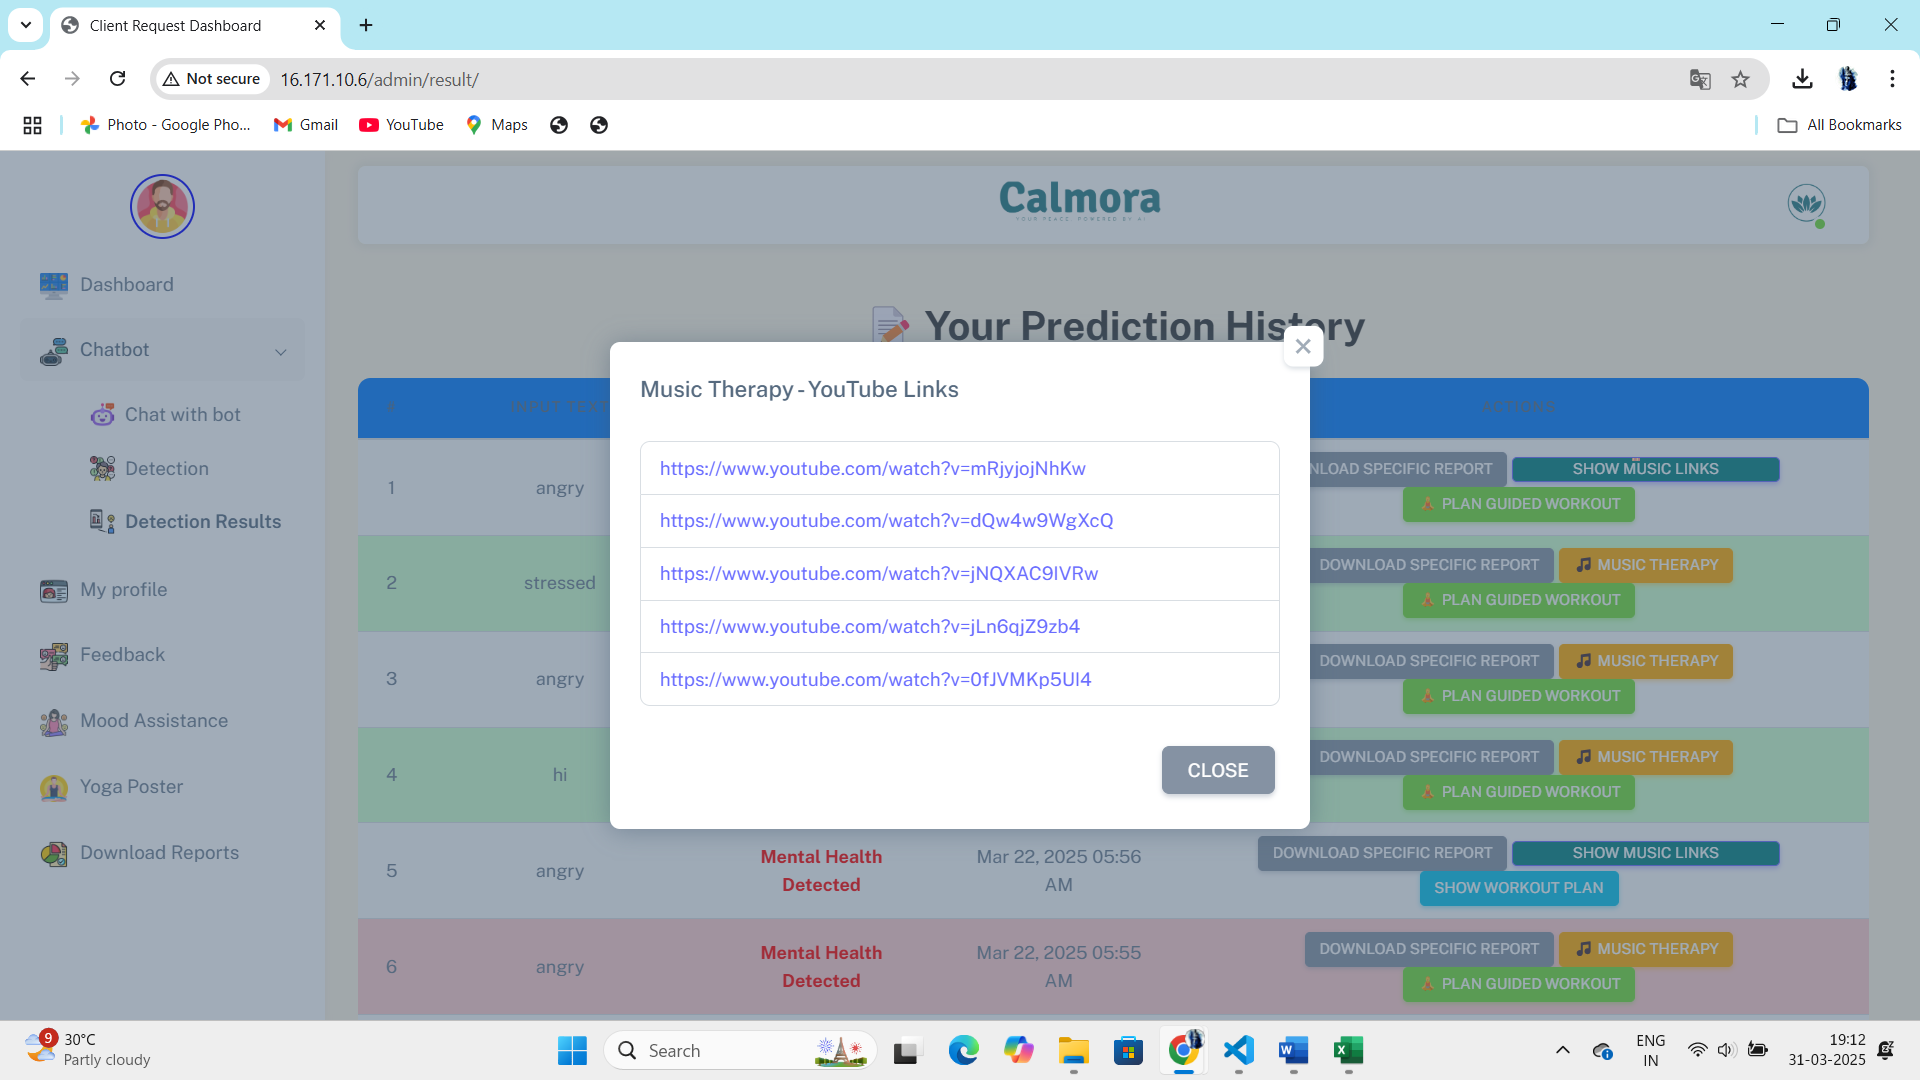 Client Request Dashboard
Not secure
16.171.10.6/admin/result/
Photo - Google Pho...
Gmail
YouTube
Maps
All Bookmarks
Calmora
YOUR PEACE, POWERED BY AI
Dashboard
Chatbot
Chat with bot
Detection
Detection Results
My profile
Feedback
Mood Assistance
Yoga Poster
Download Reports
Your Prediction History
# INPUT TEXT ACTIONS
Music Therapy - YouTube Links
https://www.youtube.com/watch?v=mRjyjojNhKw
https://www.youtube.com/watch?v=dQw4w9WgXcQ
https://www.youtube.com/watch?v=jNQXAC9IVRw
https://www.youtube.com/watch?v=jLn6qjZ9zb4
https://www.youtube.com/watch?v=0fJVMKp5UI4
CLOSE
1 angry NLOAD SPECIFIC REPORT SHOW MUSIC LINKS
PLAN GUIDED WORKOUT
2 stressed DOWNLOAD SPECIFIC REPORT MUSIC THERAPY
PLAN GUIDED WORKOUT
3 angry DOWNLOAD SPECIFIC REPORT MUSIC THERAPY
PLAN GUIDED WORKOUT
4 hi DOWNLOAD SPECIFIC REPORT MUSIC THERAPY
PLAN GUIDED WORKOUT
5 angry Mental Health Detected Mar 22, 2025 05:56 AM DOWNLOAD SPECIFIC REPORT SHOW MUSIC LINKS
SHOW WORKOUT PLAN
6 angry Mental Health Detected Mar 22, 2025 05:55 AM DOWNLOAD SPECIFIC REPORT MUSIC THERAPY
PLAN GUIDED WORKOUT
9
30°C
Partly cloudy
Search
ENG
IN
19:12
31-03-2025